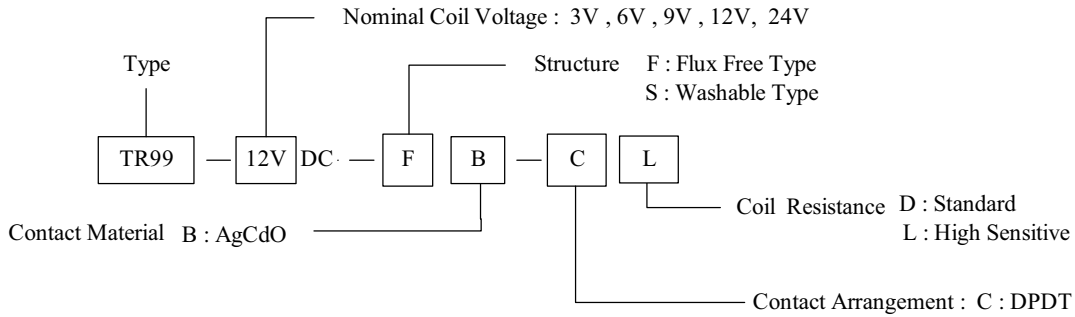 Nominal Coil Voltage : 3V , 6V , 9V , 12V, 24V
Type
Structure F : Flux Free Type
S : Washable Type
TR99 — 12V DC — F B — C L
Coil Resistance D : Standard
L : High Sensitive
Contact Material B : AgCdO
Contact Arrangement : C : DPDT